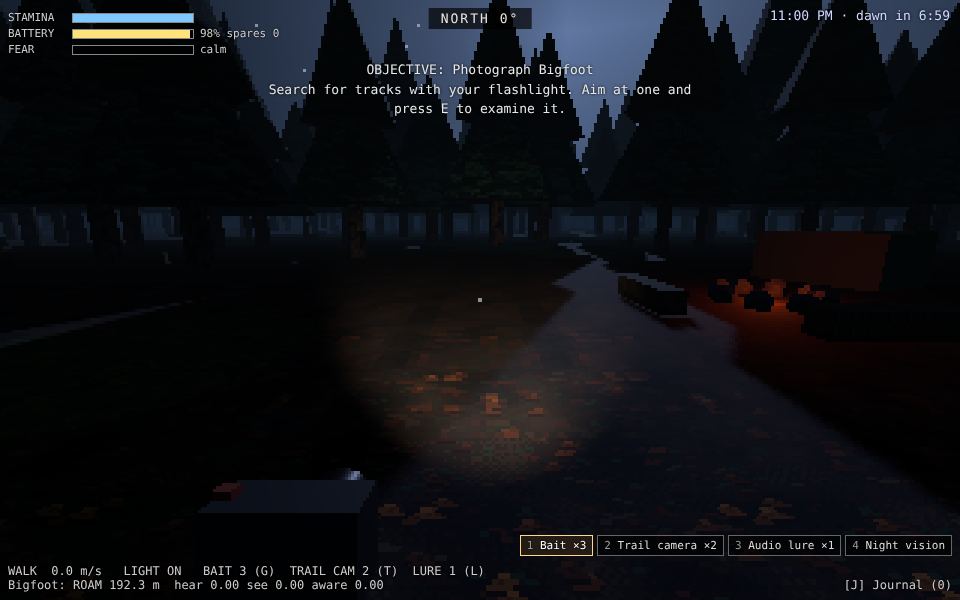 STAMINA
BATTERY 98% spares 0
FEAR calm
NORTH 0°
11:00 PM · dawn in 6:59
OBJECTIVE: Photograph Bigfoot
Search for tracks with your flashlight. Aim at one and
press E to examine it.
1 Bait ×3 2 Trail camera ×2 3 Audio lure ×1 4 Night vision
WALK 0.0 m/s LIGHT ON BAIT 3 (G) TRAIL CAM 2 (T) LURE 1 (L)
Bigfoot: ROAM 192.3 m hear 0.00 see 0.00 aware 0.00
[J] Journal (0)